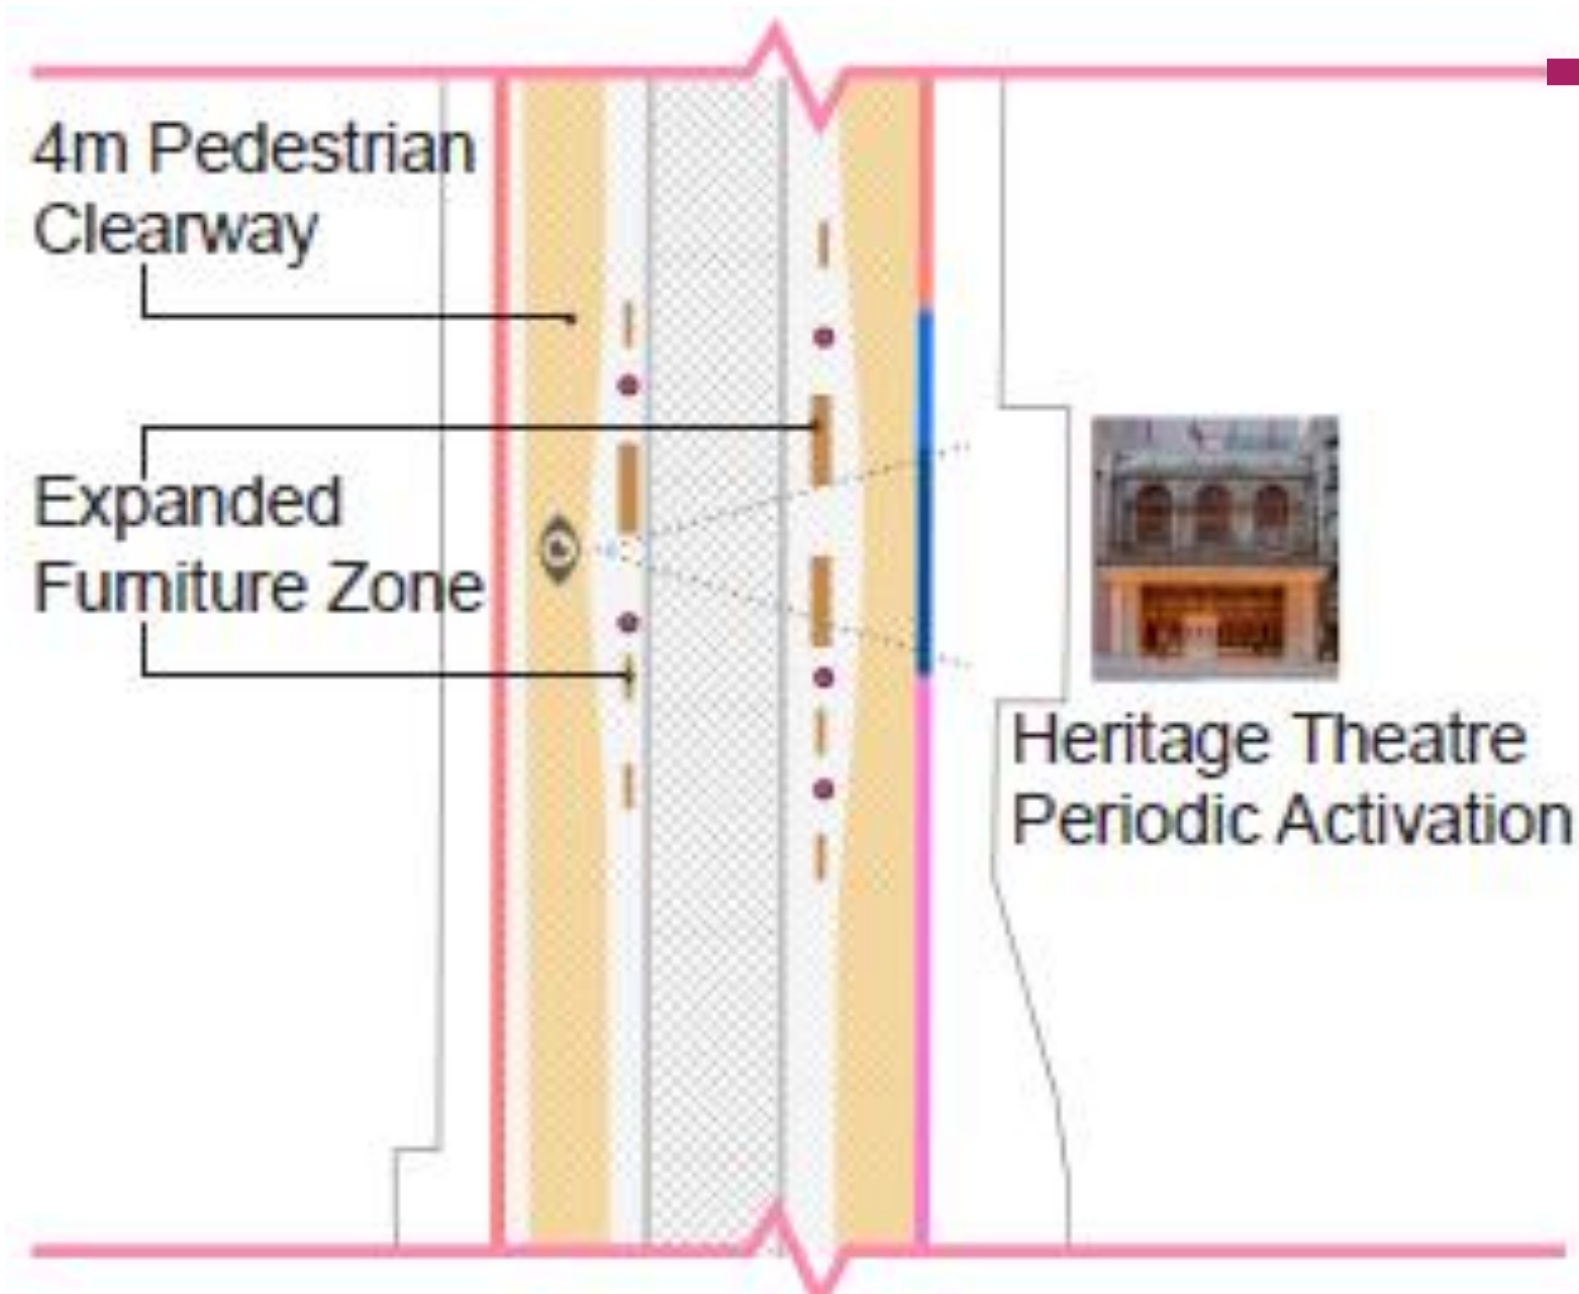 4m Pedestrian
Clearway
Expanded
Furniture Zone
Heritage Theatre
Periodic Activation